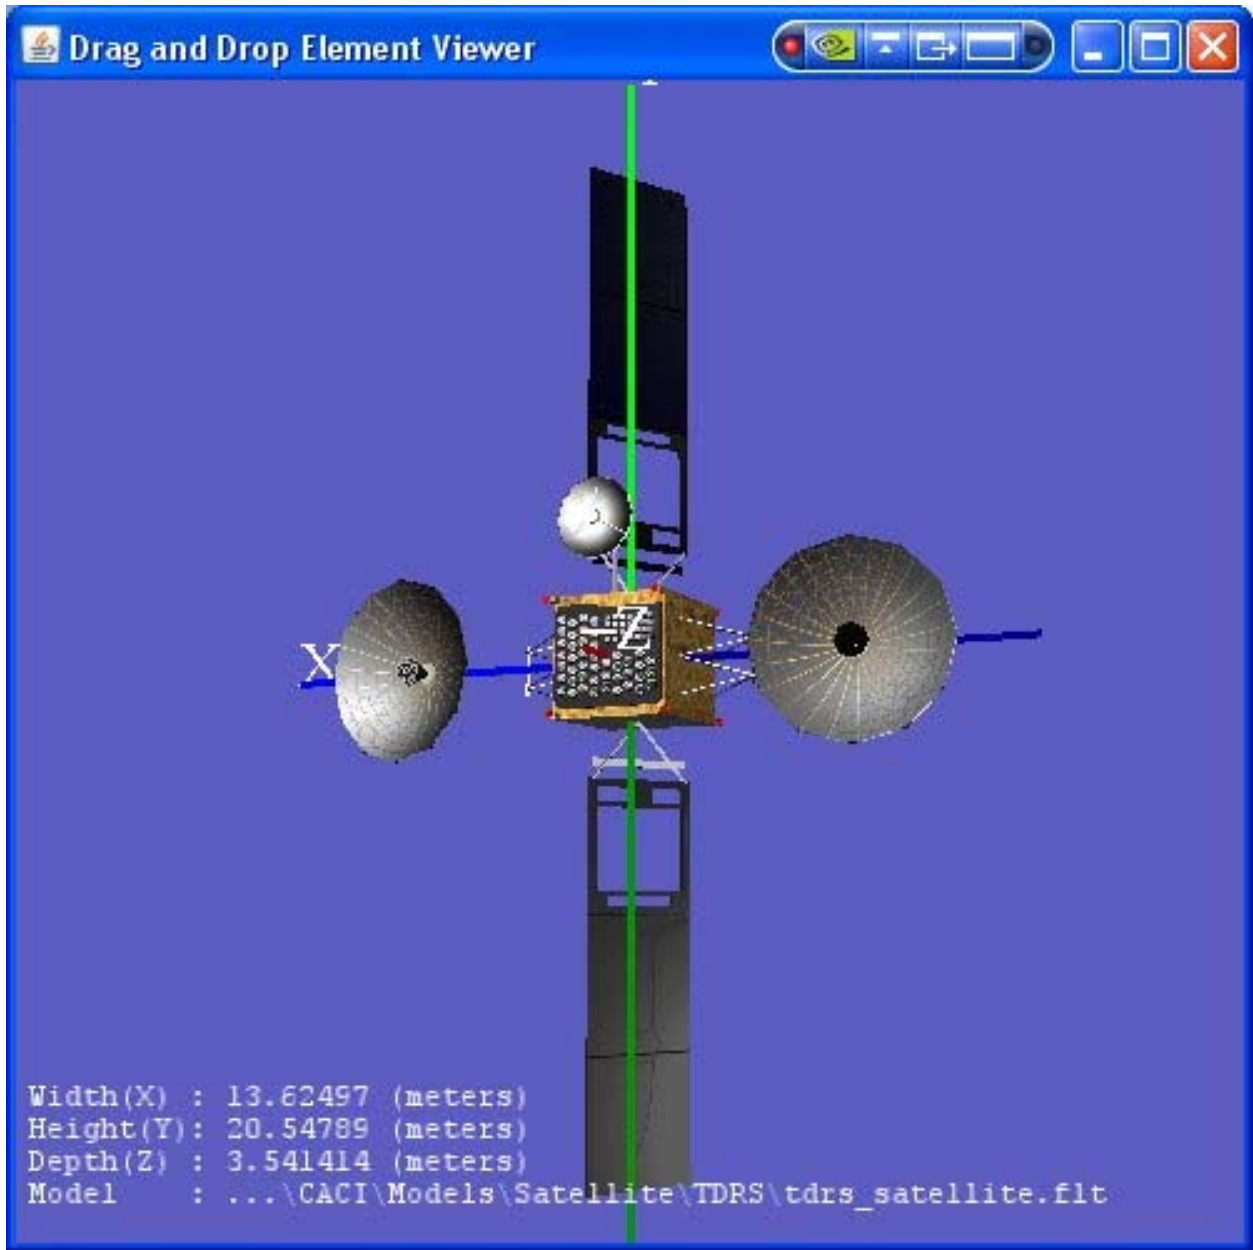 Drag and Drop Element Viewer
X
Z
Width(X) : 13.62497 (meters)
Height(Y): 20.54789 (meters)
Depth(Z) : 3.541414 (meters)
Model : ...\CACI\Models\Satellite\TDRS\tdrs_satellite.flt